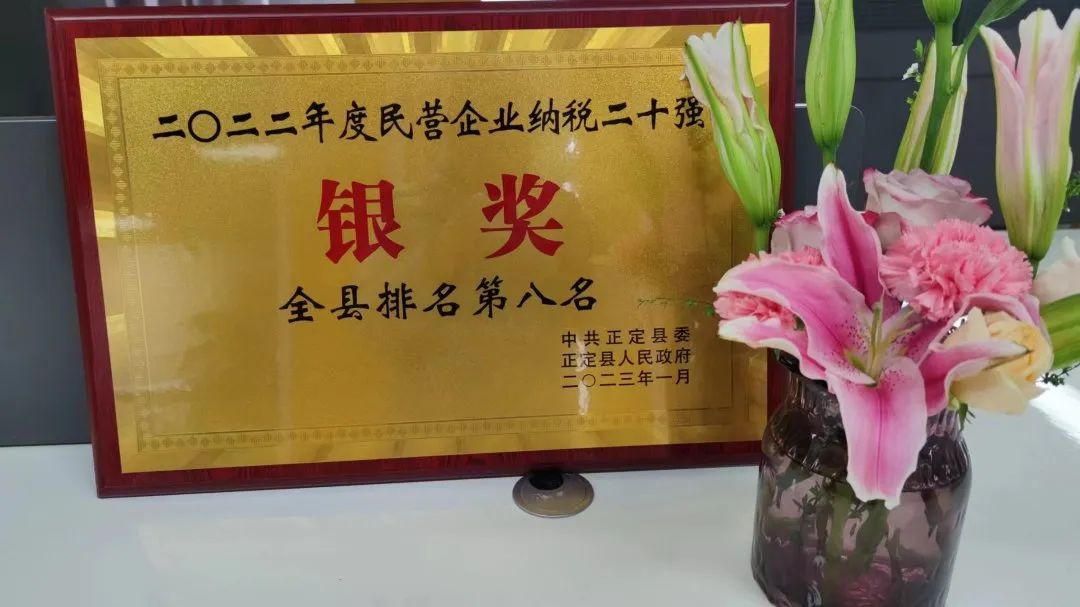 二〇二二年度民营企业纳税二十强
银奖
全县排名第八名
中共正定县委
正定县人民政府
二〇二三年一月